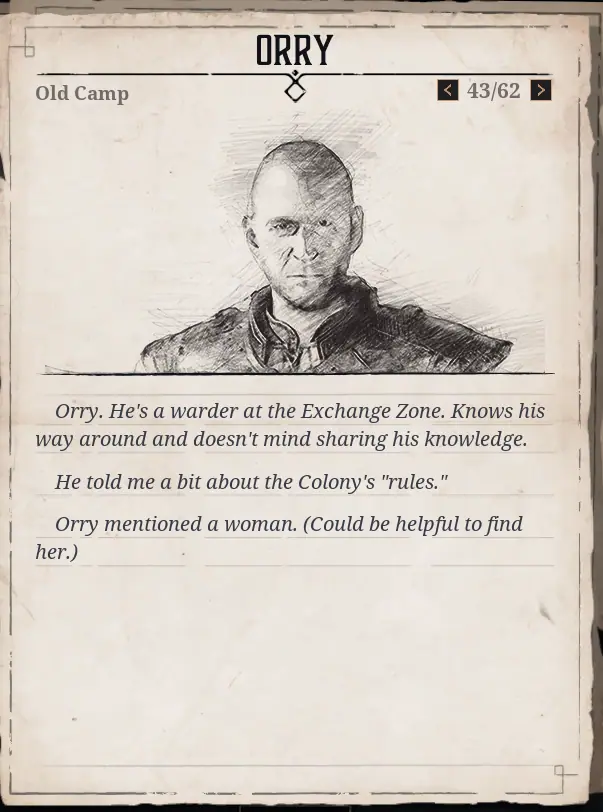 ORRY
Old Camp
43/62
Orry. He's a warder at the Exchange Zone. Knows his
way around and doesn't mind sharing his knowledge.
He told me a bit about the Colony's "rules."
Orry mentioned a woman. (Could be helpful to find
her.)